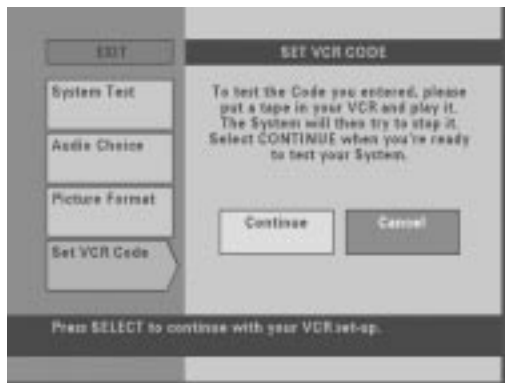 EXIT
SET VCR CODE
System Test
Audio Choice
Picture Format
Set VCR Code
To test the Code you entered, please
put a tape in your VCR and play it.
The System will then try to stop it.
Select CONTINUE when you're ready
to test your System.
Continue
Cancel
Press SELECT to continue with your VCR set-up.